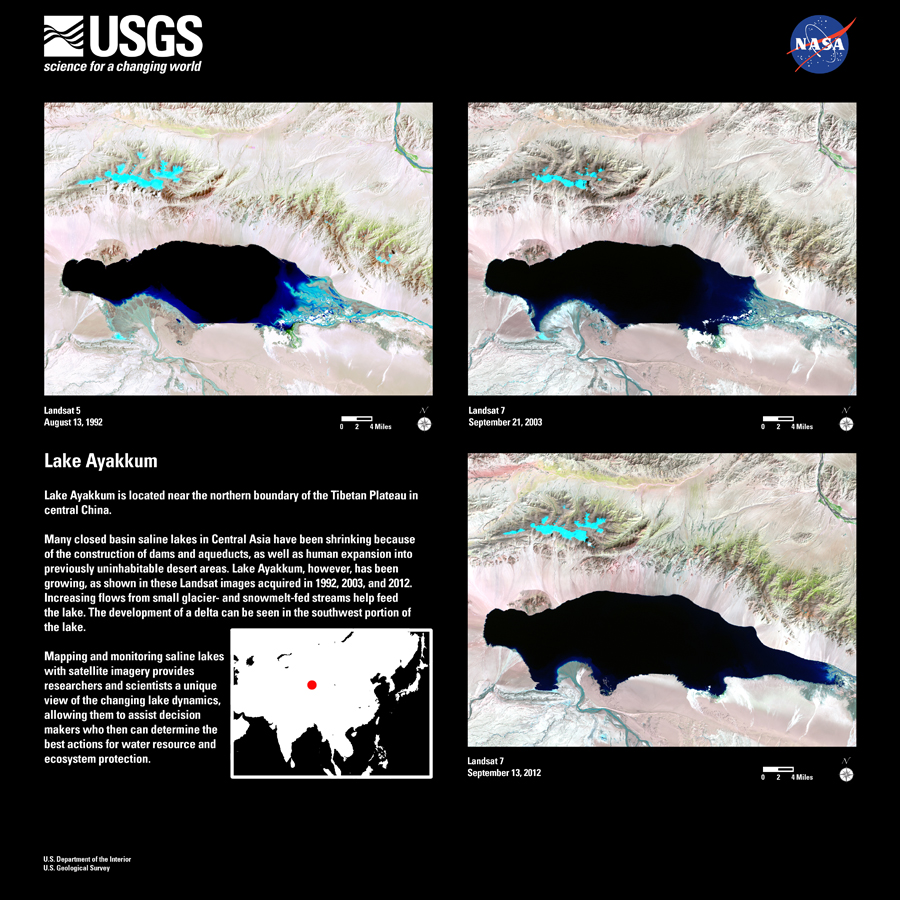 USGS
science for a changing world
NASA
Landsat 5
August 13, 1992
0 2 4 Miles
N
Landsat 7
September 21, 2003
0 2 4 Miles
N
Lake Ayakkum
Lake Ayakkum is located near the northern boundary of the Tibetan Plateau in
central China.
Many closed basin saline lakes in Central Asia have been shrinking because
of the construction of dams and aqueducts, as well as human expansion into
previously uninhabitable desert areas. Lake Ayakkum, however, has been
growing, as shown in these Landsat images acquired in 1992, 2003, and 2012.
Increasing flows from small glacier- and snowmelt-fed streams help feed
the lake. The development of a delta can be seen in the southwest portion of
the lake.
Mapping and monitoring saline lakes
with satellite imagery provides
researchers and scientists a unique
view of the changing lake dynamics,
allowing them to assist decision
makers who then can determine the
best actions for water resource and
ecosystem protection.
Landsat 7
September 13, 2012
0 2 4 Miles
N
U.S. Department of the Interior
U.S. Geological Survey